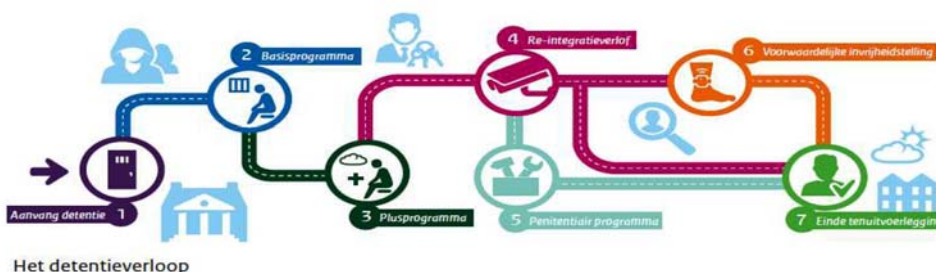 2 Basisprogramma
4 Re-integratieverlof
6 Voorwaardelijke invrijheidstelling
Aanvang detentie 1
3 Plusprogramma
5 Penitentiair programma
7 Einde tenuitvoerlegging
Het detentieverloop